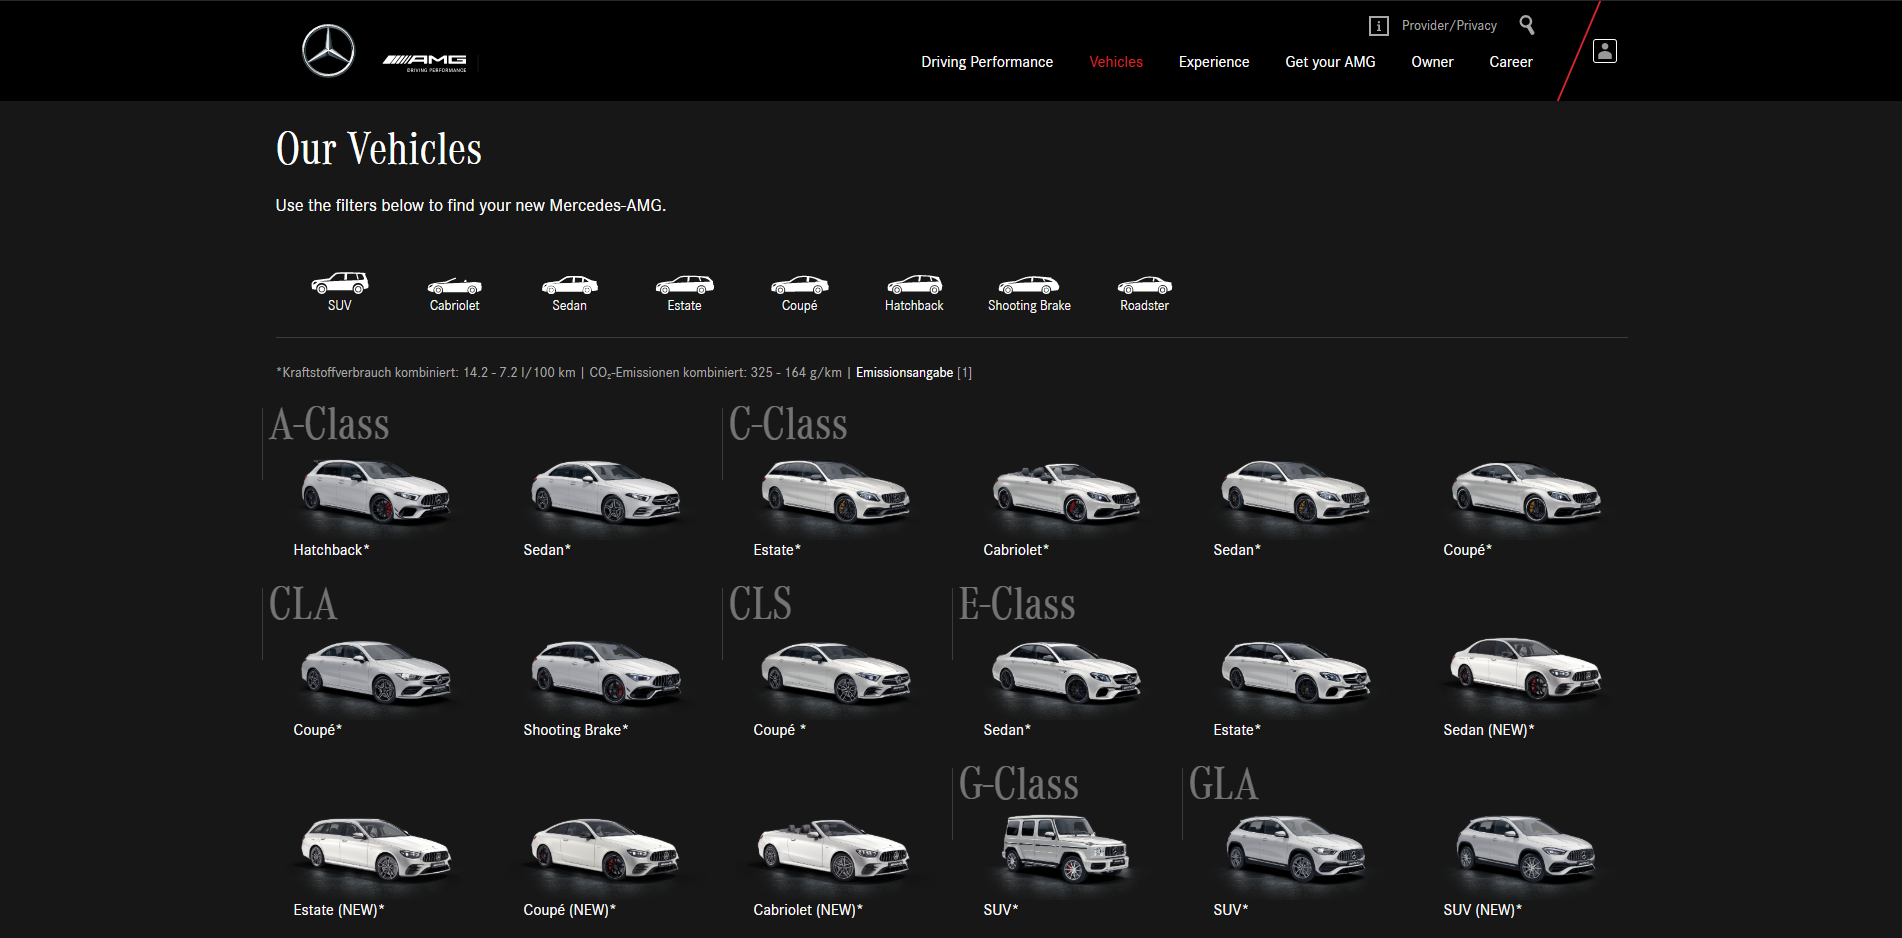 Provider/Privacy
AMG
DRIVING PERFORMANCE
Driving Performance Vehicles Experience Get your AMG Owner Career
Our Vehicles
Use the filters below to find your new Mercedes-AMG.
SUV Cabriolet Sedan Estate Coupé Hatchback Shooting Brake Roadster
*Kraftstoffverbrauch kombiniert: 14.2 - 7.2 l/100 km | CO₂-Emissionen kombiniert: 325 - 164 g/km | Emissionsangabe [1]
A-Class C-Class
Hatchback* Sedan* Estate* Cabriolet* Sedan* Coupé*
CLA CLS E-Class
Coupé* Shooting Brake* Coupé * Sedan* Estate* Sedan (NEW)*
G-Class GLA
Estate (NEW)* Coupé (NEW)* Cabriolet (NEW)* SUV* SUV* SUV (NEW)*